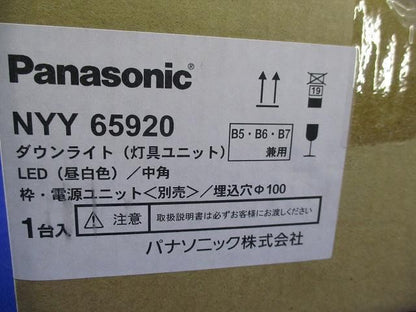 Panasonic®
19
NYY 65920
B5・B6・B7
兼用
ダウンライト（灯具ユニット）
LED（昼白色）／中角
枠・電源ユニット＜別売＞／埋込穴Φ100
1台入
注意
取扱説明書は必ずお客様にお渡しください
パナソニック株式会社